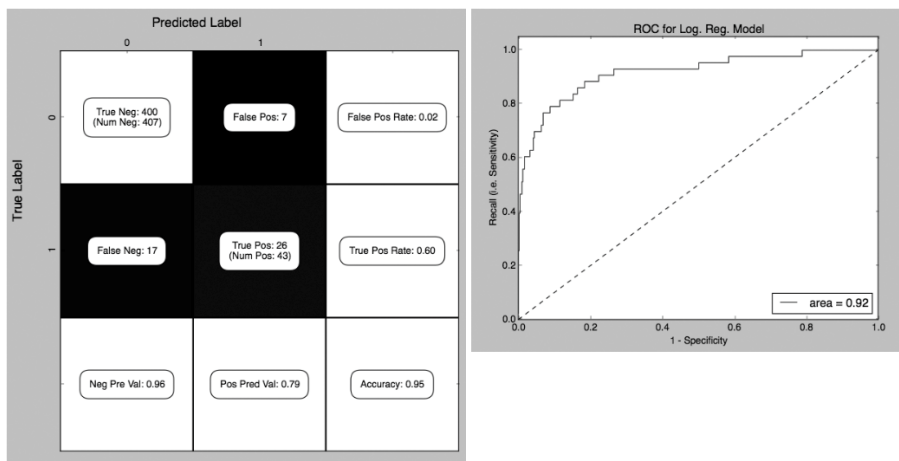 Predicted Label
0 1
True Label
0
True Neg: 400
(Num Neg: 407)
False Pos: 7
False Pos Rate: 0.02
1
False Neg: 17
True Pos: 26
(Num Pos: 43)
True Pos Rate: 0.60
Neg Pre Val: 0.96
Pos Pred Val: 0.79
Accuracy: 0.95
ROC for Log. Reg. Model
Recall (i.e. Sensitivity)
1.0
0.8
0.6
0.4
0.2
0.0
area = 0.92
0.0 0.2 0.4 0.6 0.8 1.0
1 - Specificity